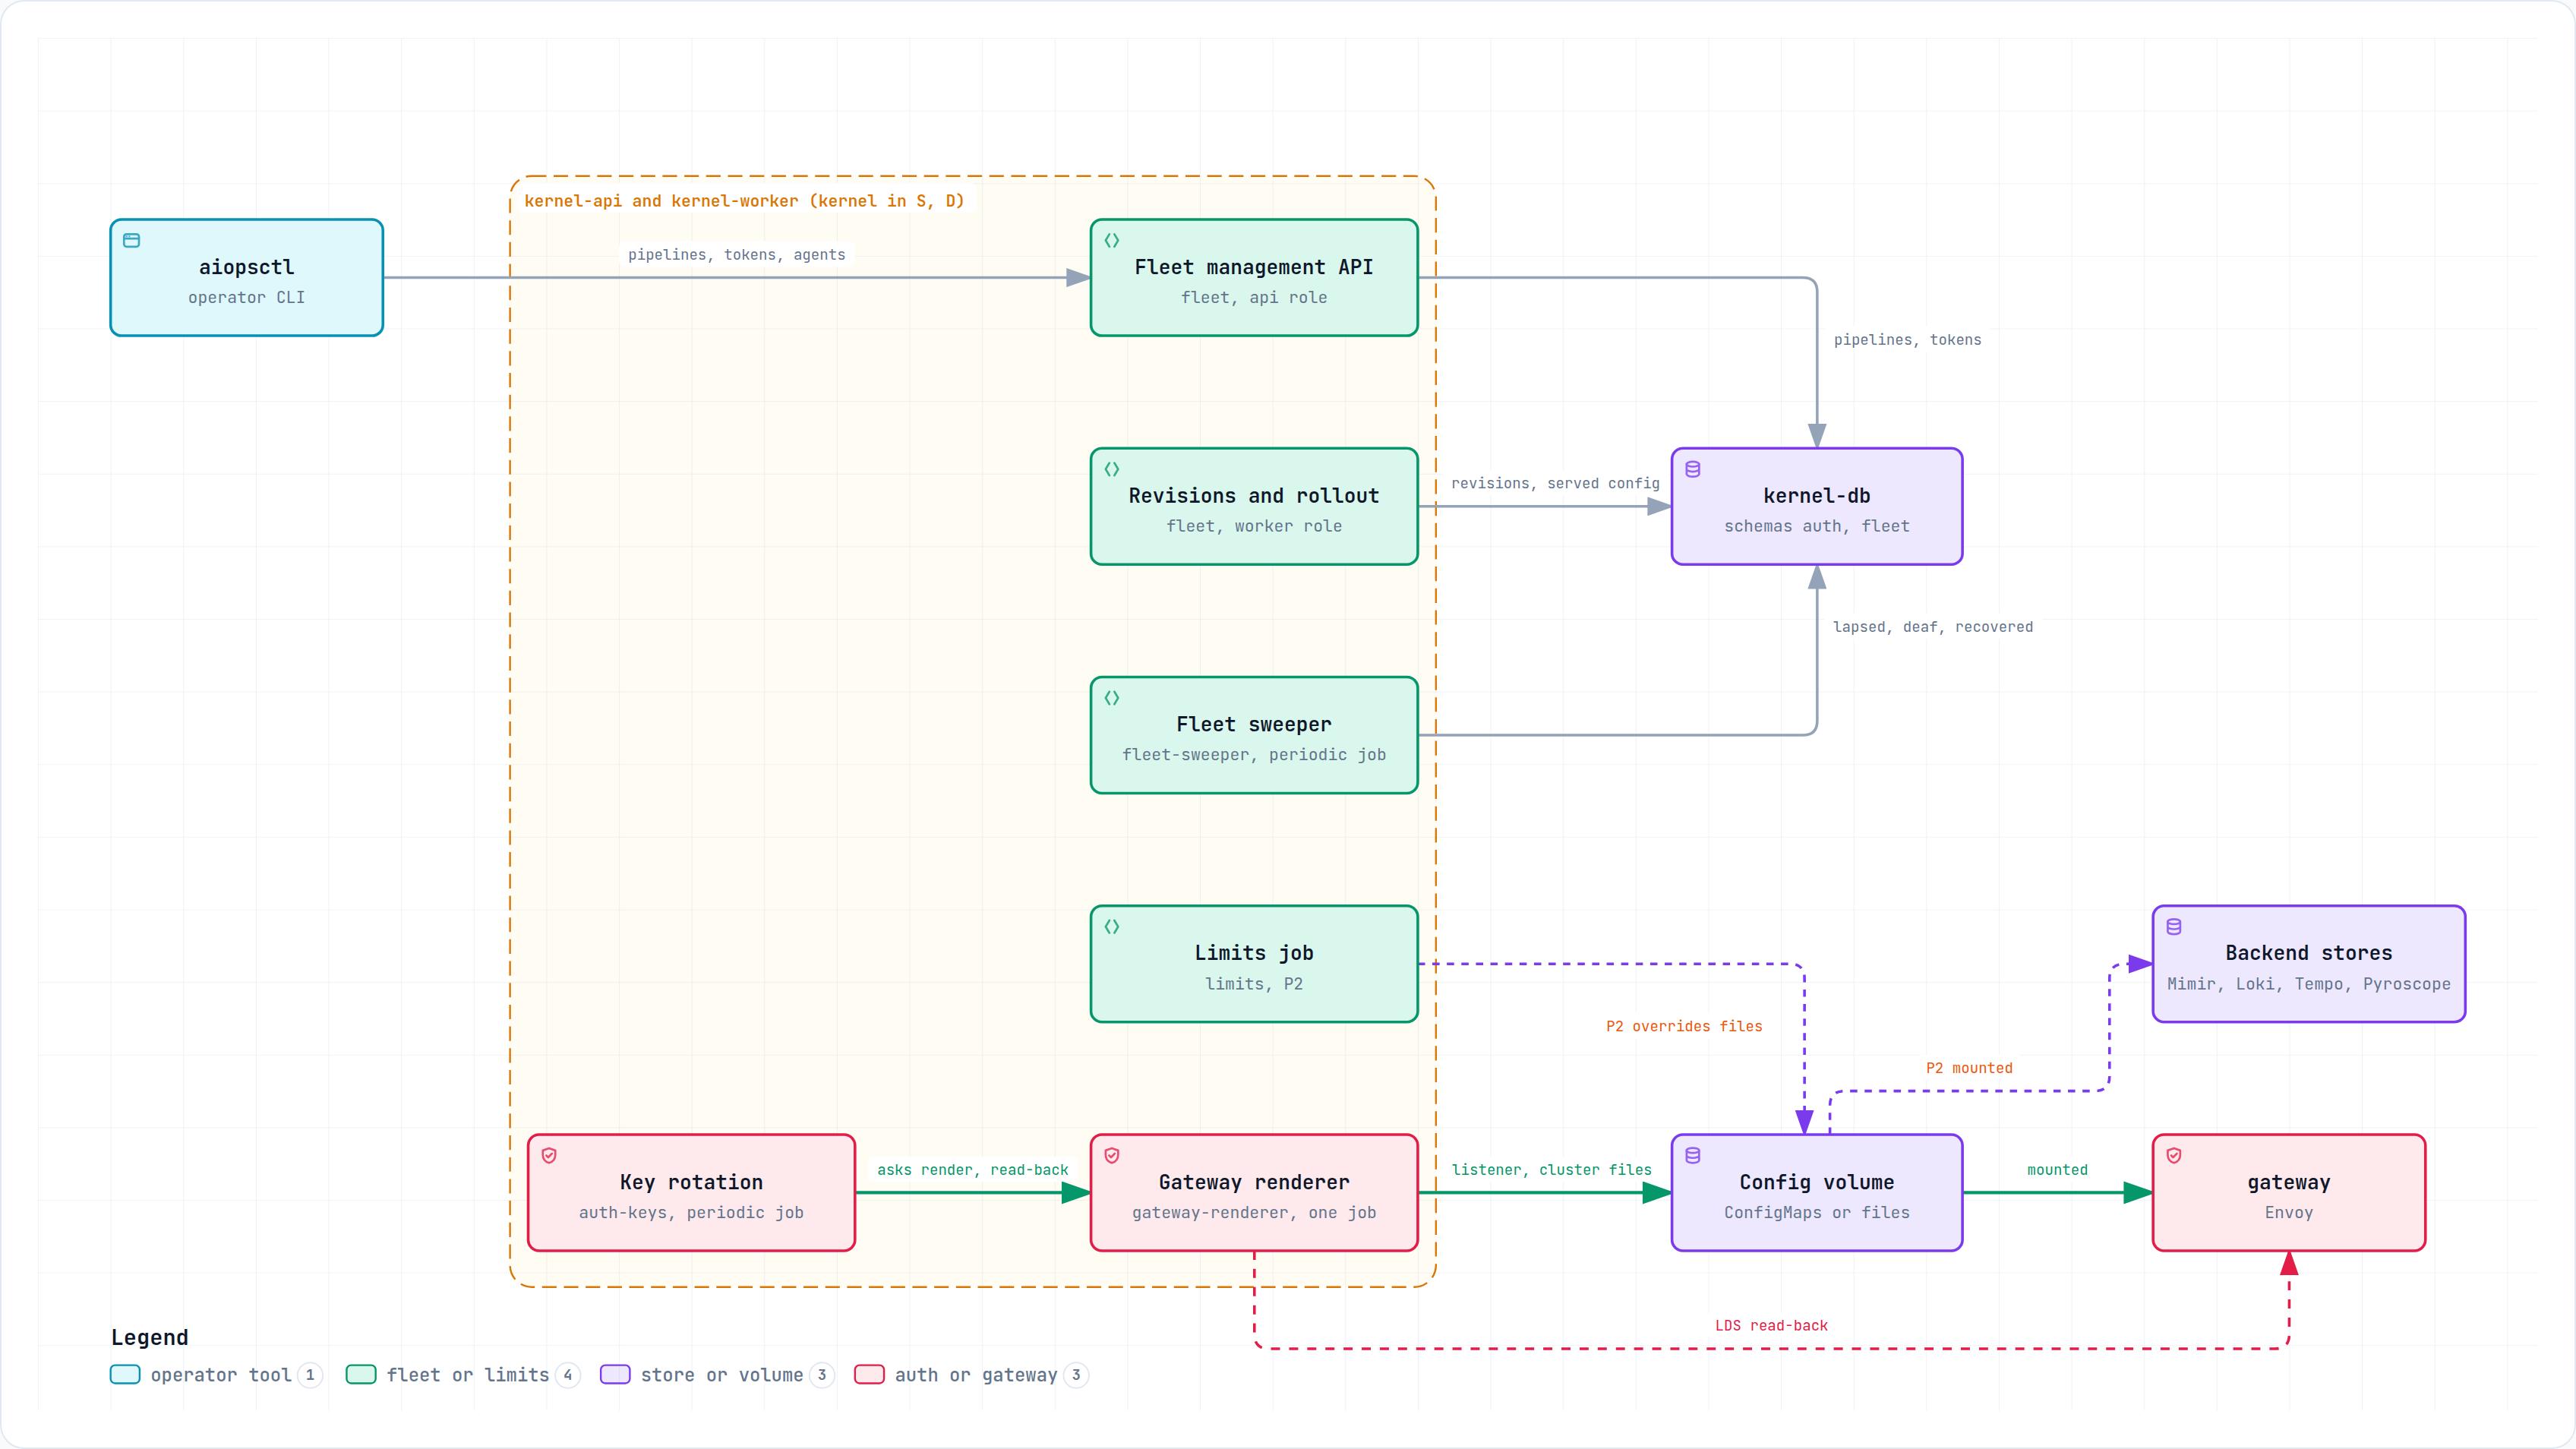 kernel-api and kernel-worker (kernel in S, D)
aiopsctl
operator CLI
pipelines, tokens, agents
Fleet management API
fleet, api role
pipelines, tokens
Revisions and rollout
fleet, worker role
revisions, served config
kernel-db
schemas auth, fleet
lapsed, deaf, recovered
Fleet sweeper
fleet-sweeper, periodic job
Limits job
limits, P2
Backend stores
Mimir, Loki, Tempo, Pyroscope
P2 overrides files
P2 mounted
Key rotation
auth-keys, periodic job
asks render, read-back
Gateway renderer
gateway-renderer, one job
listener, cluster files
Config volume
ConfigMaps or files
mounted
gateway
Envoy
LDS read-back
Legend
operator tool 1
fleet or limits 4
store or volume 3
auth or gateway 3